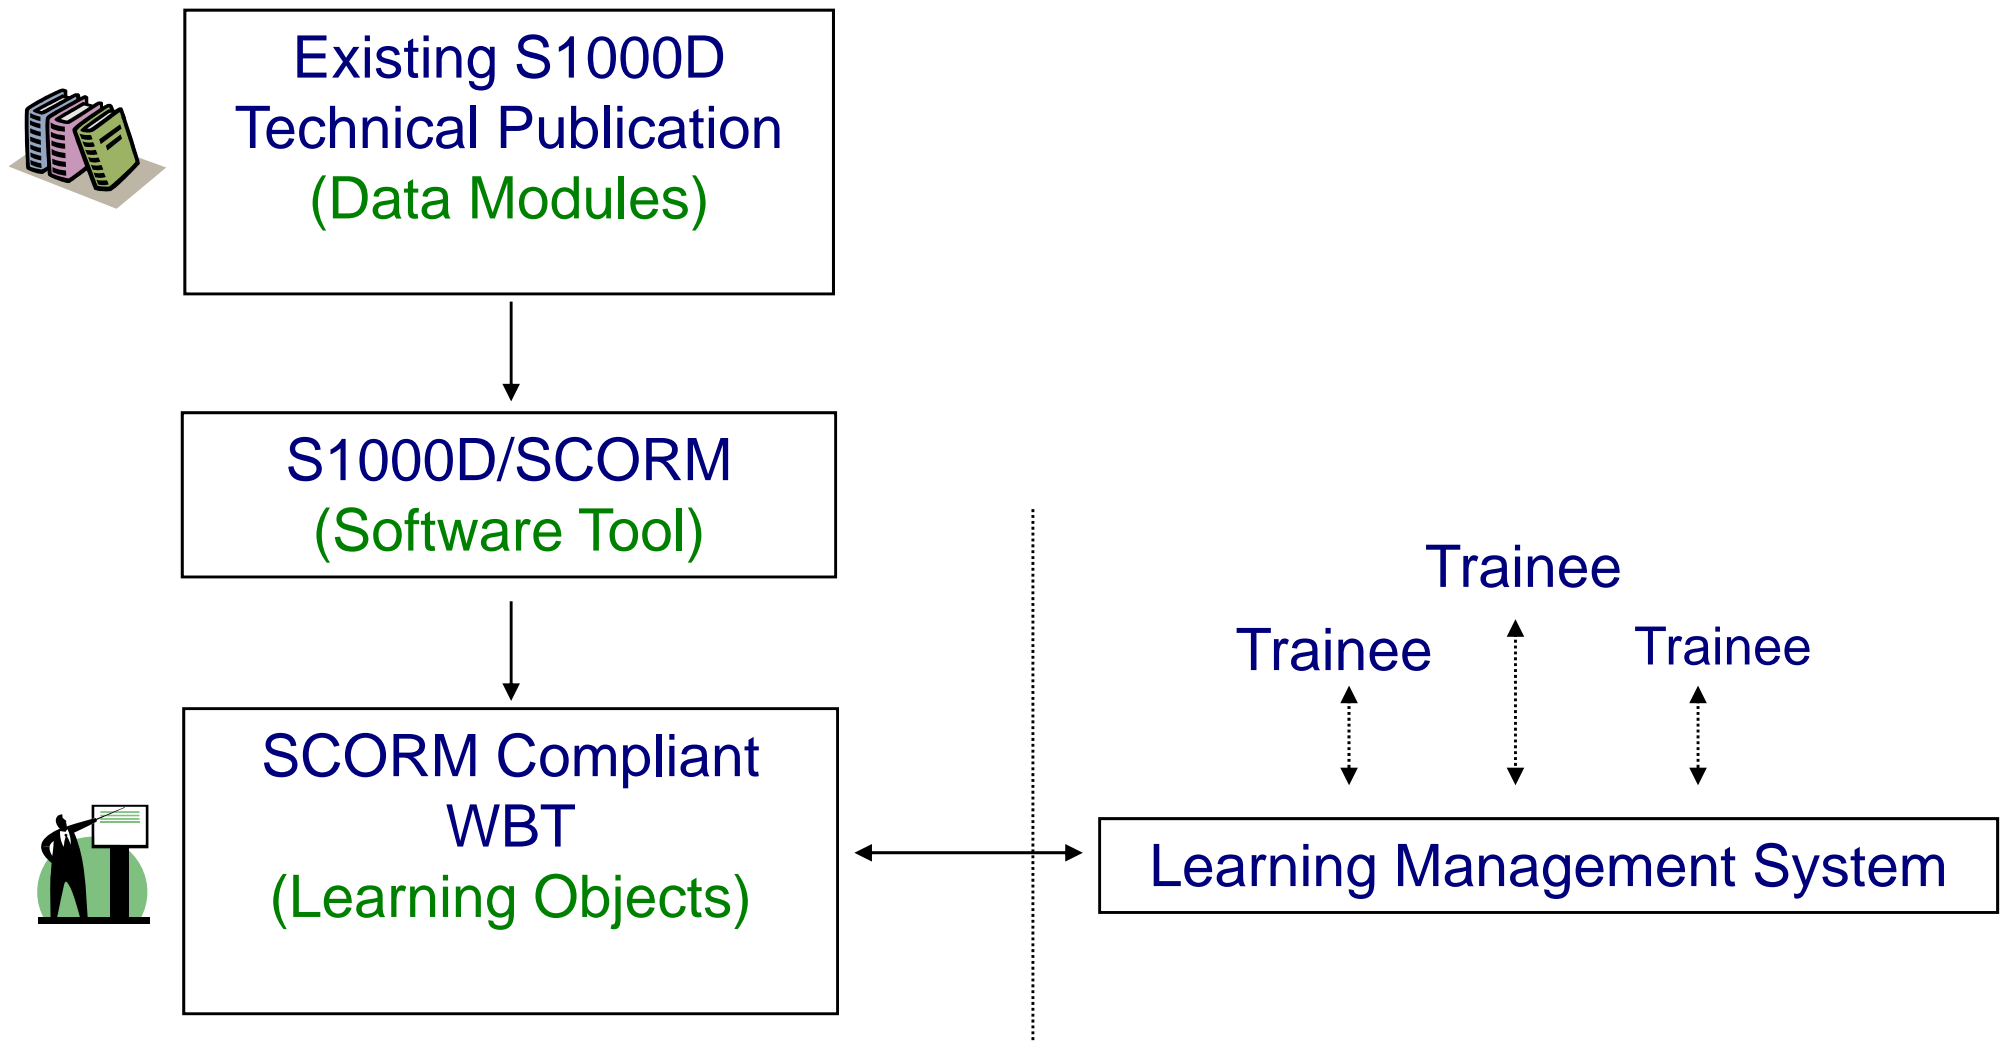 Existing S1000D
Technical Publication
(Data Modules)
S1000D/SCORM
(Software Tool)
SCORM Compliant
WBT
(Learning Objects)
Trainee
Trainee
Trainee
Learning Management System